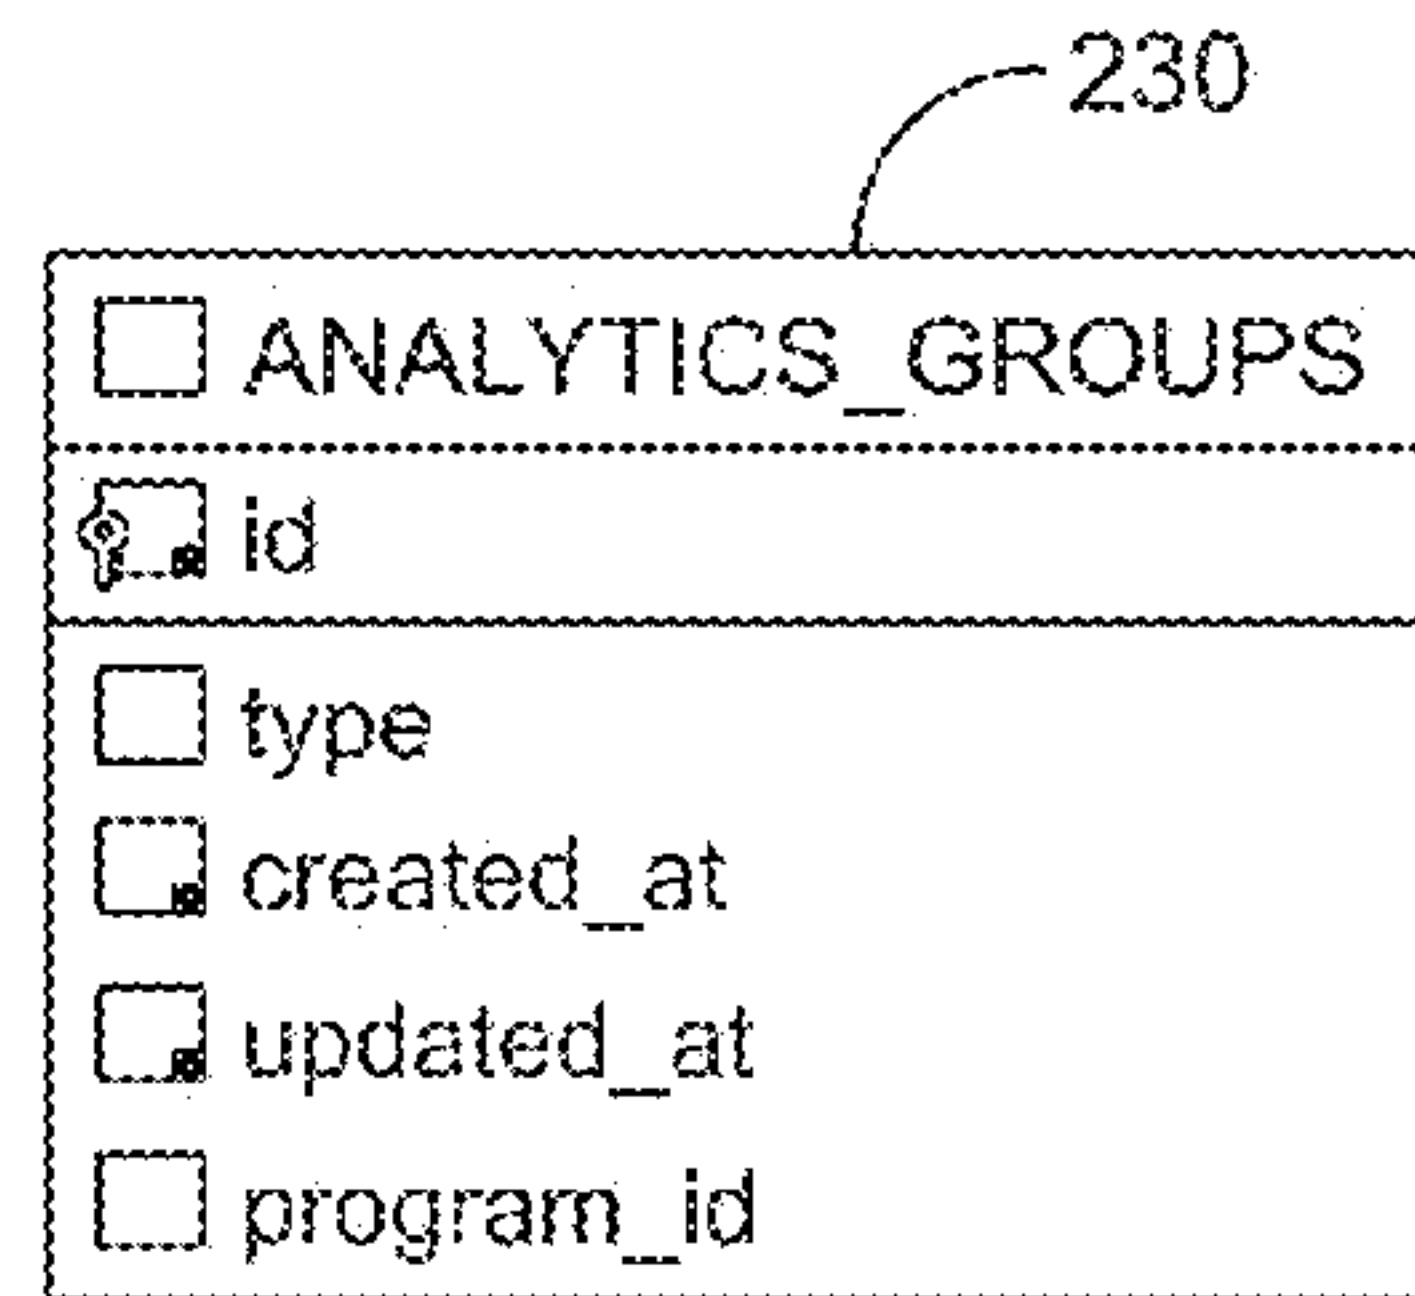 230
ANALYTICS_GROUPS
id
type
created_at
updated_at
program_id